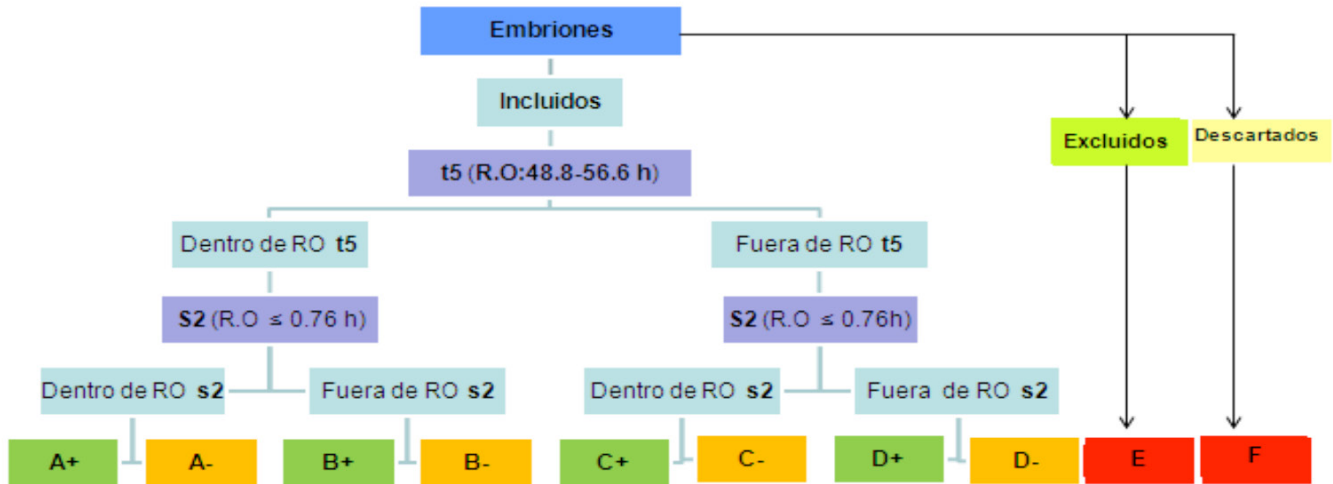 Embriones
Incluidos
Excluidos
Descartados
t5 (R.O:48.8-56.6 h)
Dentro de RO t5
Fuera de RO t5
S2 (R.O ≤ 0.76 h)
S2 (R.O ≤ 0.76h)
Dentro de RO s2
Fuera de RO s2
Dentro de RO s2
Fuera de RO s2
A+
A-
B+
B-
C+
C-
D+
D-
E
F